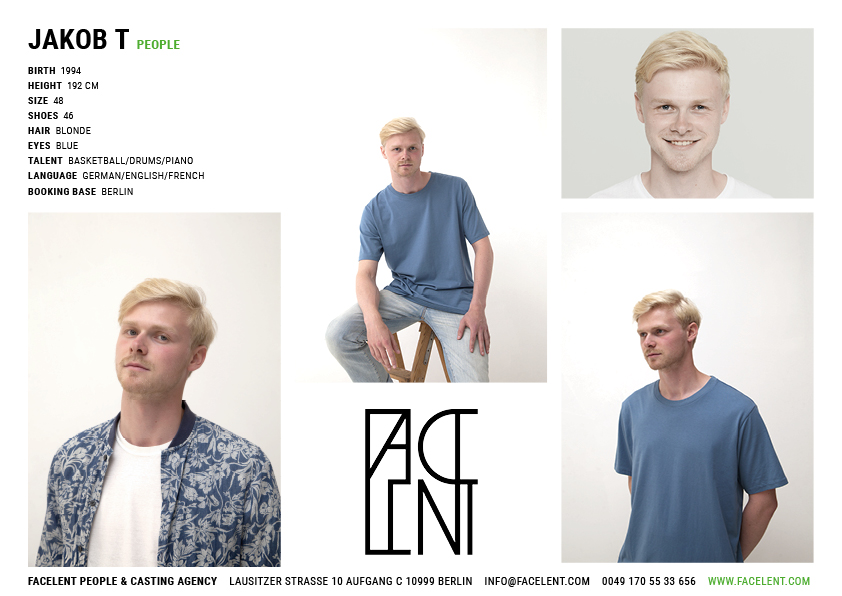 JAKOB T PEOPLE
BIRTH 1994
HEIGHT 192 CM
SIZE 48
SHOES 46
HAIR BLONDE
EYES BLUE
TALENT BASKETBALL/DRUMS/PIANO
LANGUAGE GERMAN/ENGLISH/FRENCH
BOOKING BASE BERLIN
FACE
LENT
FACELENT PEOPLE & CASTING AGENCY LAUSITZER STRASSE 10 AUFGANG C 10999 BERLIN INFO@FACELENT.COM 0049 170 55 33 656 WWW.FACELENT.COM